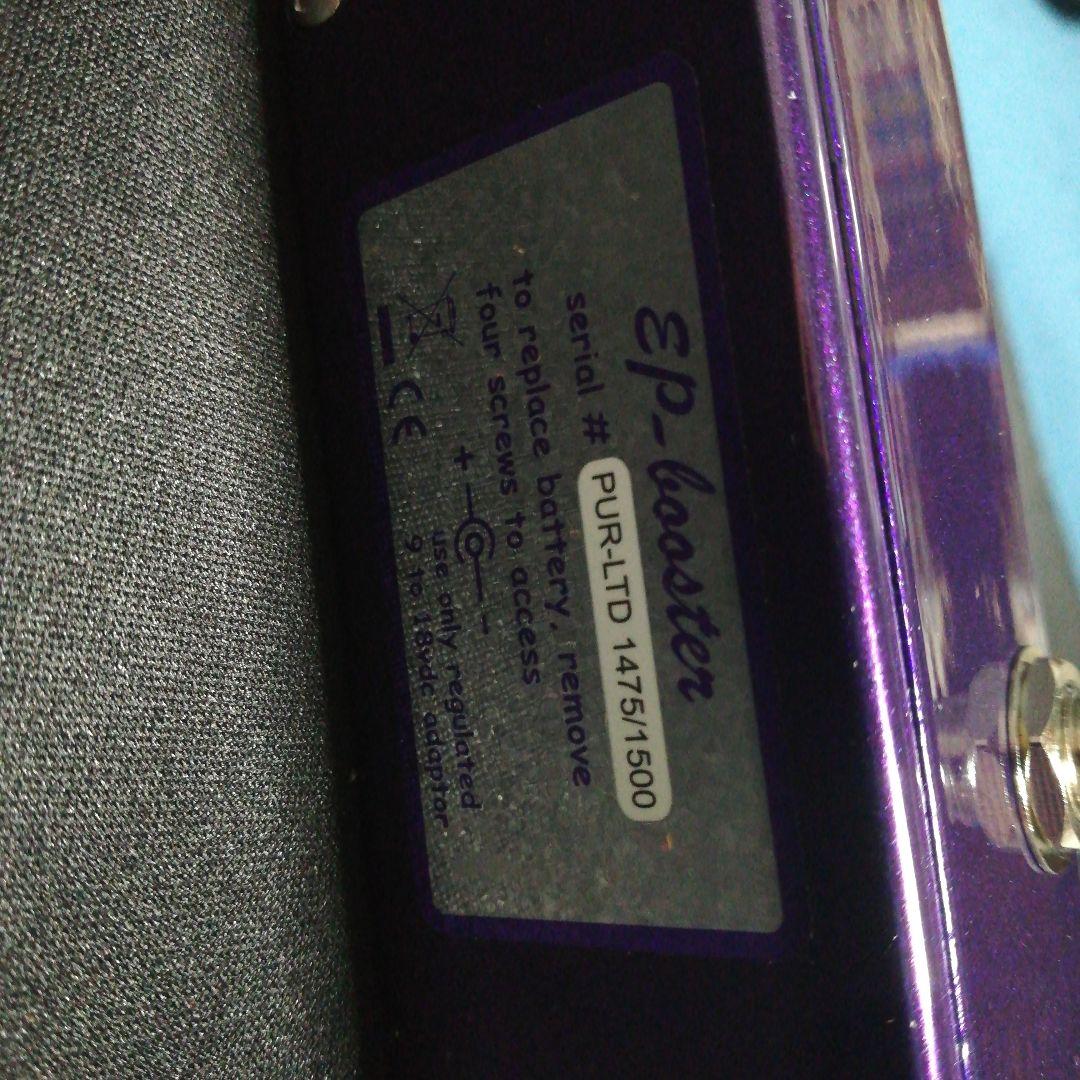 EP-booster
serial # PUR-LTD 1475/1500
to replace battery, remove
four screws to access
CE + -
use only regulated
9 to 18vdc adaptor